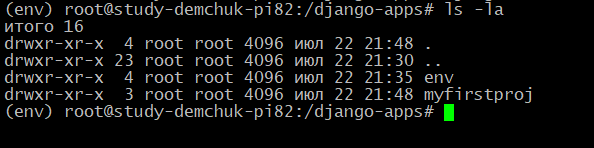 (env) root@study-demchuk-pi82:/django-apps# ls -la
итого 16
drwxr-xr-x  4 root root 4096 июл 22 21:48 .
drwxr-xr-x 23 root root 4096 июл 22 21:30 ..
drwxr-xr-x  4 root root 4096 июл 22 21:35 env
drwxr-xr-x  3 root root 4096 июл 22 21:48 myfirstproj
(env) root@study-demchuk-pi82:/django-apps#